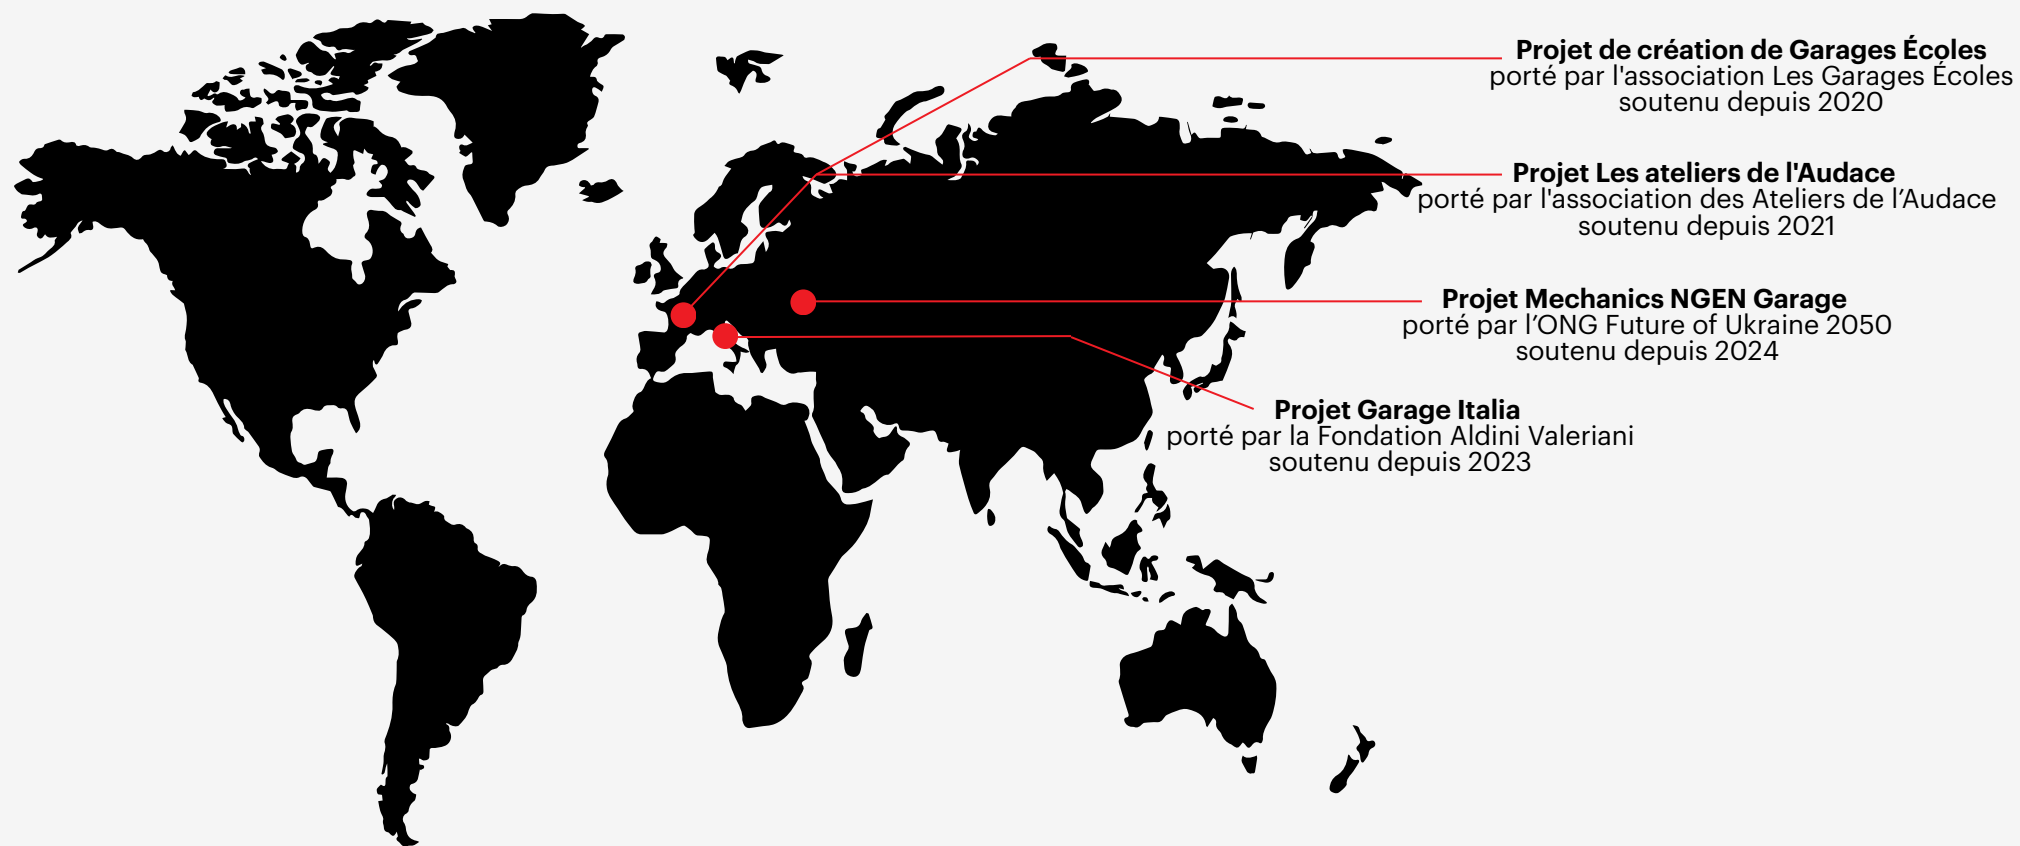 Projet de création de Garages Écoles
porté par l'association Les Garages Écoles
soutenu depuis 2020
Projet Les ateliers de l'Audace
porté par l'association des Ateliers de l’Audace
soutenu depuis 2021
Projet Mechanics NGEN Garage
porté par l’ONG Future of Ukraine 2050
soutenu depuis 2024
Projet Garage Italia
porté par la Fondation Aldini Valeriani
soutenu depuis 2023